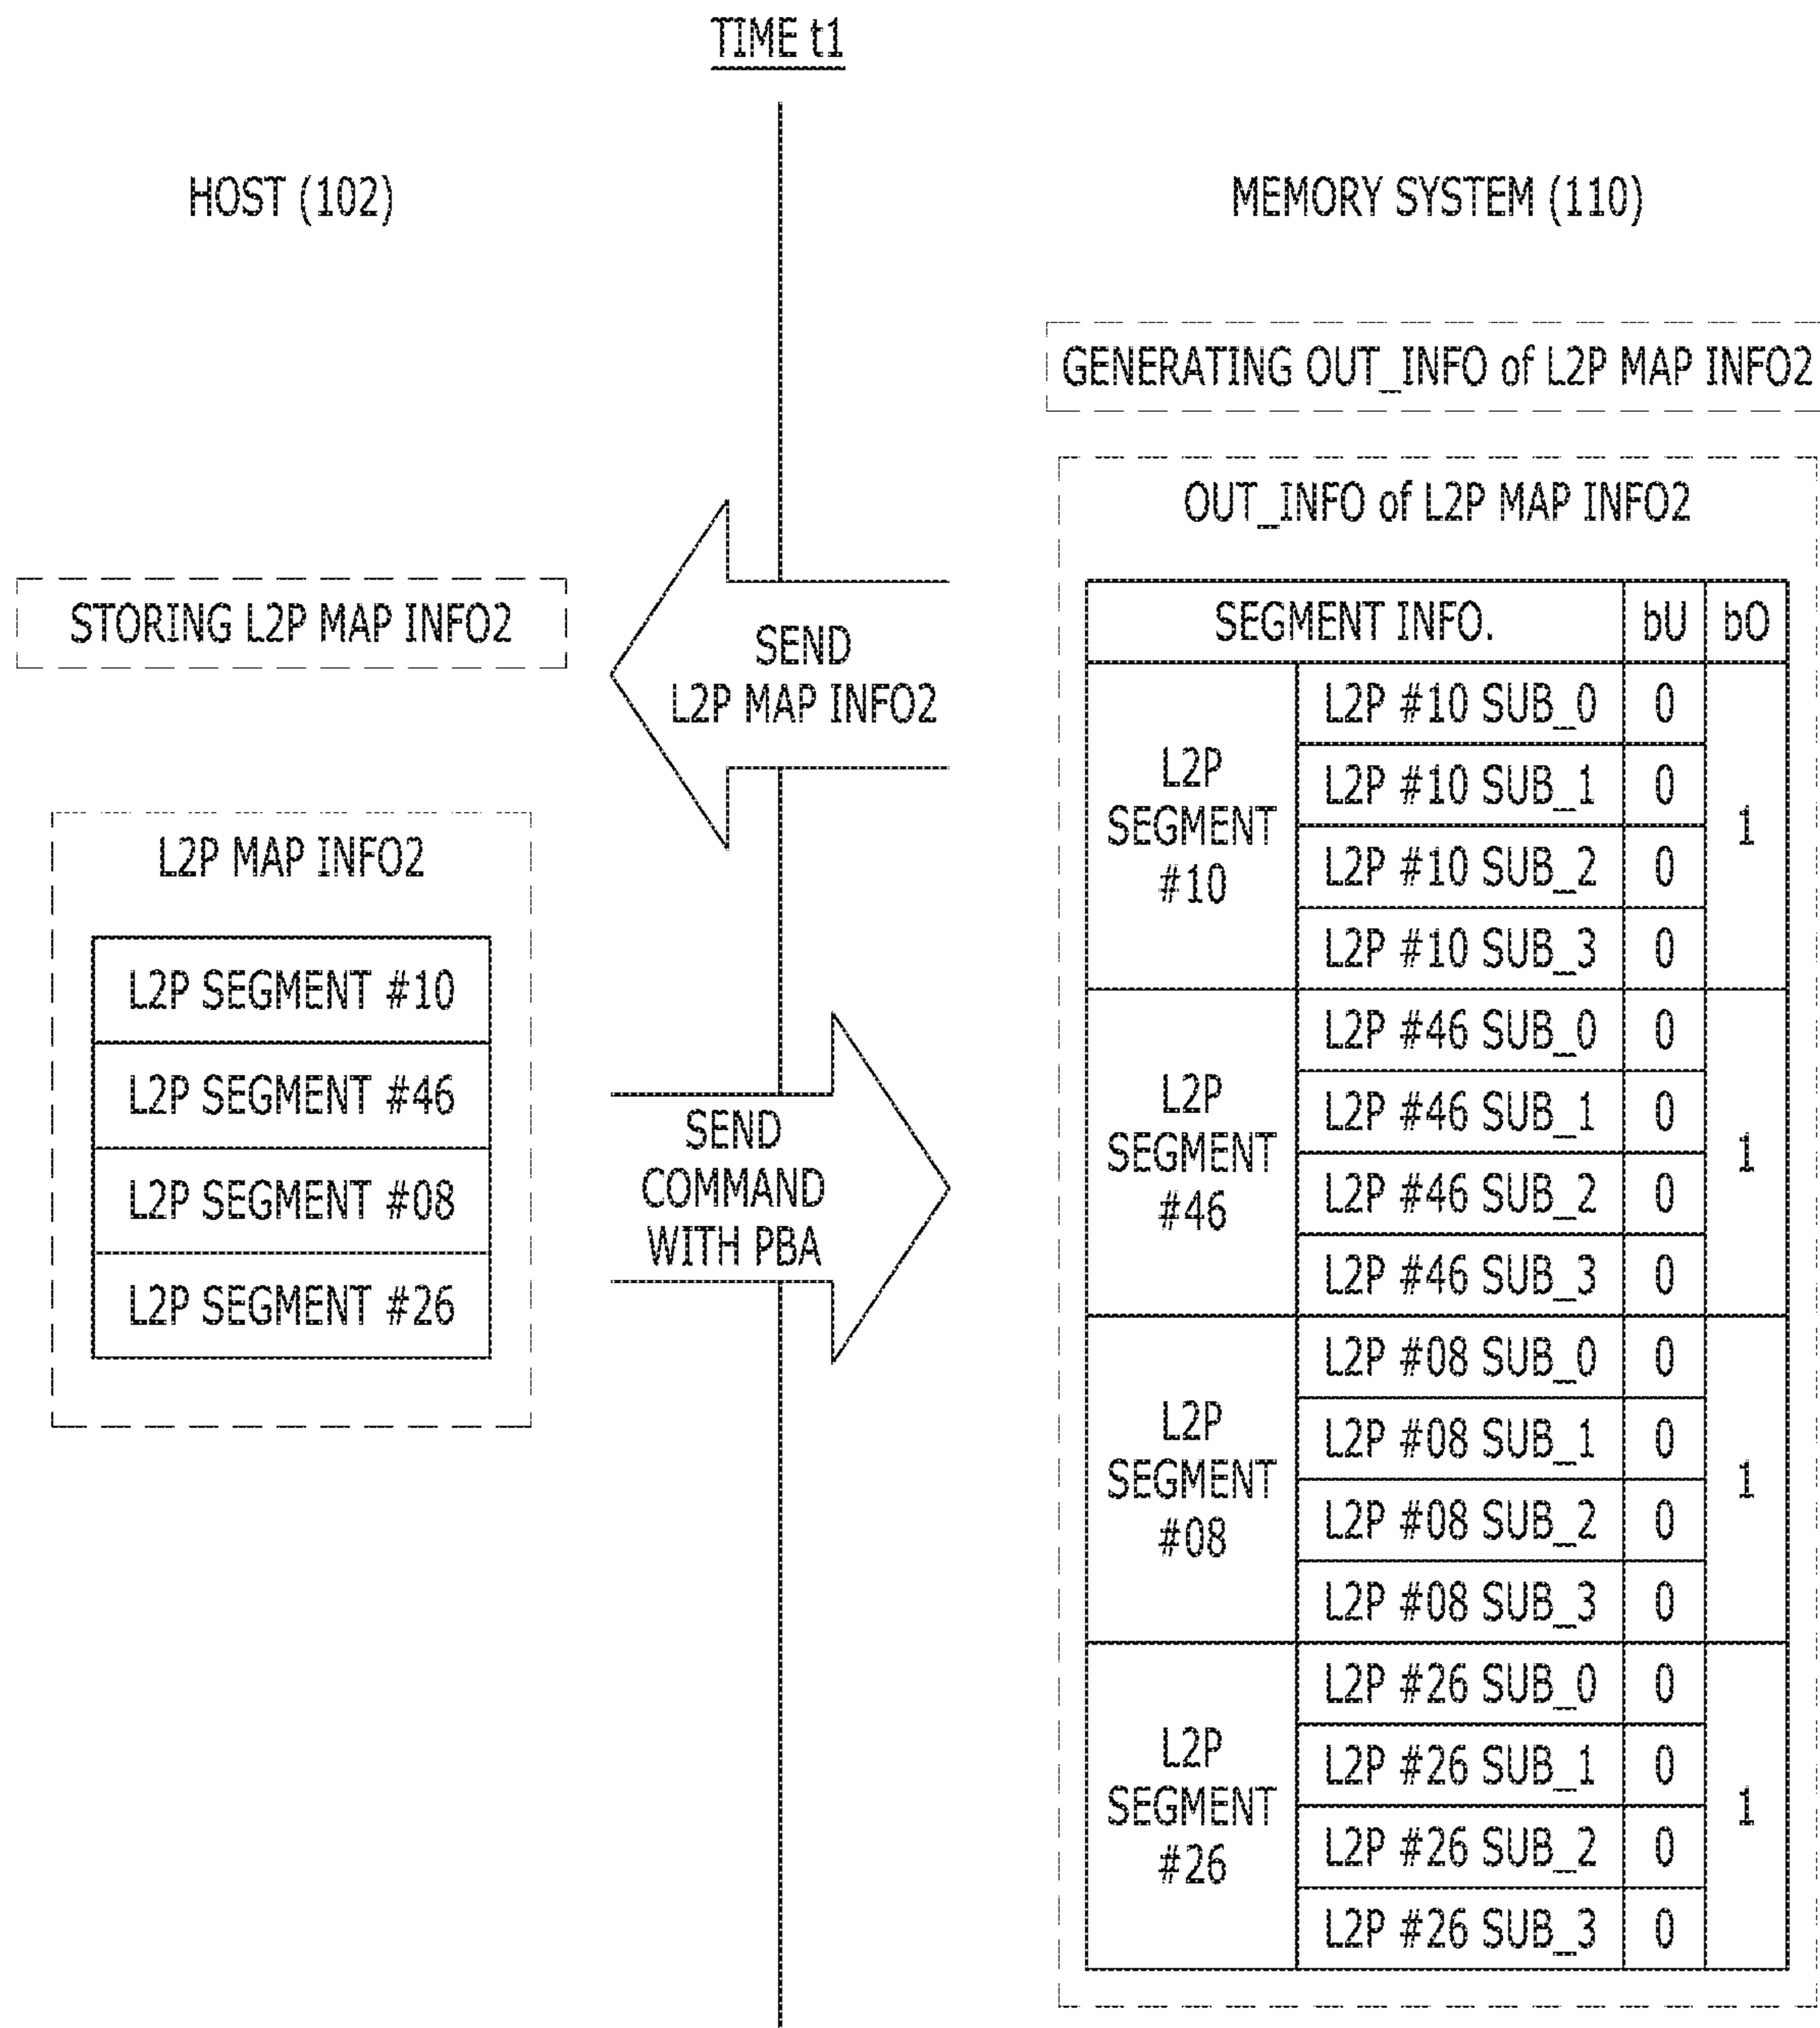 TIME t1
HOST (102)
MEMORY SYSTEM (110)
GENERATING OUT_INFO of L2P MAP INFO2
OUT_INFO of L2P MAP INFO2
STORING L2P MAP INFO2
SEND
L2P MAP INFO2
L2P MAP INFO2
L2P SEGMENT #10
L2P SEGMENT #46
L2P SEGMENT #08
L2P SEGMENT #26
SEND
COMMAND
WITH PBA
SEGMENT INFO. bU bO
L2P
SEGMENT
#10
L2P #10 SUB_0 0
L2P #10 SUB_1 0
L2P #10 SUB_2 0
L2P #10 SUB_3 0
1
L2P
SEGMENT
#46
L2P #46 SUB_0 0
L2P #46 SUB_1 0
L2P #46 SUB_2 0
L2P #46 SUB_3 0
1
L2P
SEGMENT
#08
L2P #08 SUB_0 0
L2P #08 SUB_1 0
L2P #08 SUB_2 0
L2P #08 SUB_3 0
1
L2P
SEGMENT
#26
L2P #26 SUB_0 0
L2P #26 SUB_1 0
L2P #26 SUB_2 0
L2P #26 SUB_3 0
1